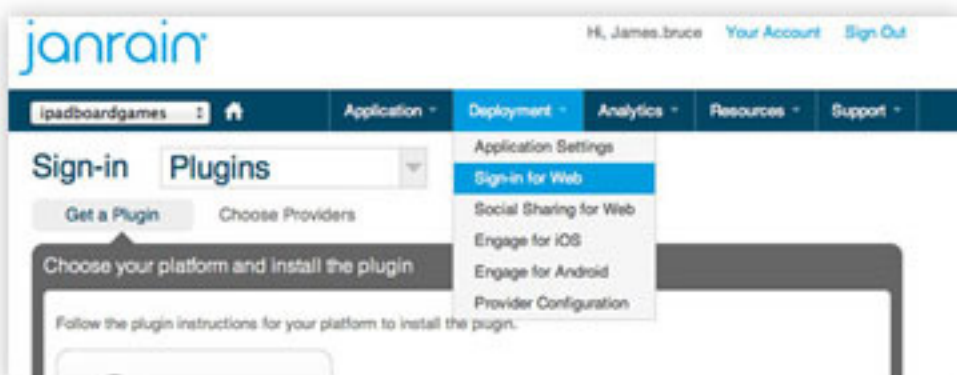 janrain
Hi, James.bruce Your Account Sign Out
ipadboardgames Application Deployment Analytics Resources Support
Application Settings
Sign-in for Web
Social Sharing for Web
Engage for iOS
Engage for Android
Provider Configuration
Sign-in Plugins
Get a Plugin Choose Providers
Choose your platform and install the plugin
Follow the plugin instructions for your platform to install the plugin.